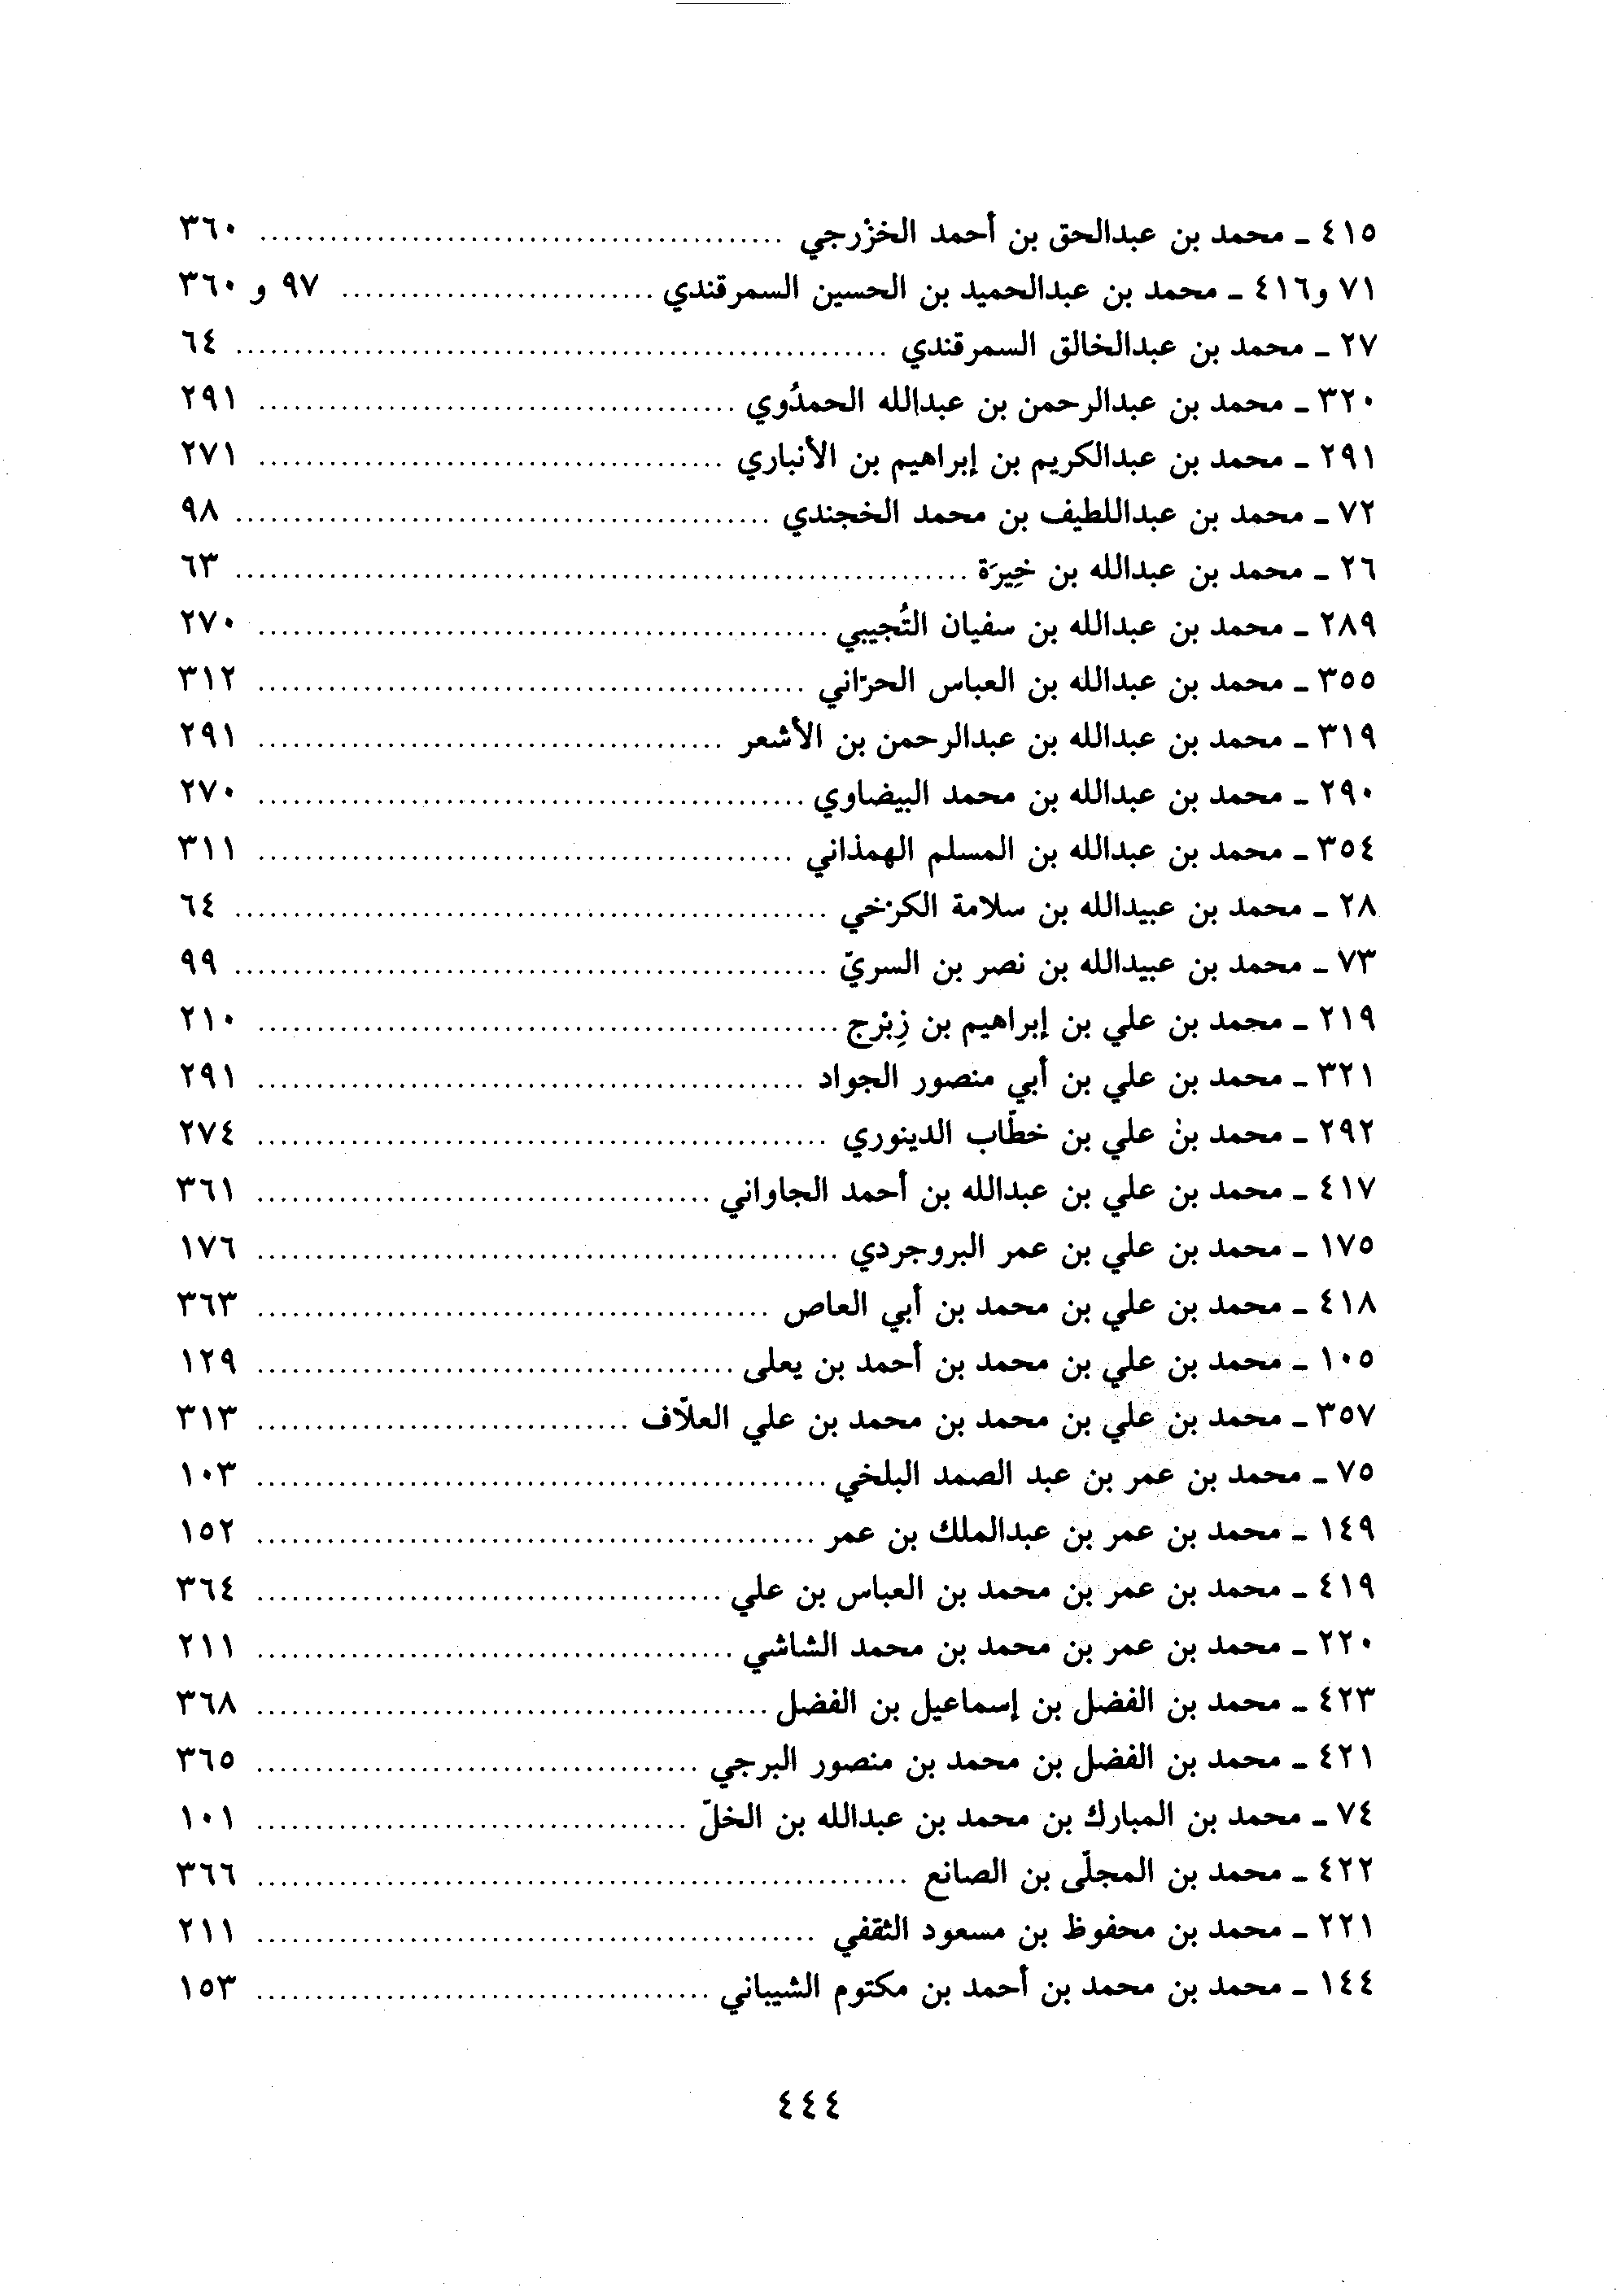 ٤١٥ ـ محمد بن عبدالحق بن أحمد الخزْرجي ........ ٣٦٠
٧١ و٤١٦ ـ محمد بن عبدالحميد بن الحسين السمرقندي ........ ٩٧ و ٣٦٠
٢٧ ـ محمد بن عبدالخالق السمرقندي ........ ٦٤
٣٢٠ ـ محمد بن عبدالرحمن بن عبدالله الحمدُوي ........ ٢٩١
٢٩١ ـ محمد بن عبدالكريم بن إبراهيم بن الأنباري ........ ٢٧١
٧٢ ـ محمد بن عبداللطيف بن محمد الخجندي ........ ٩٨
٢٦ ـ محمد بن عبدالله بن خِيرَة ........ ٦٣
٢٨٩ ـ محمد بن عبدالله بن سفيان التُجيبي ........ ٢٧٠
٣٥٥ ـ محمد بن عبدالله بن العباس الحرّاني ........ ٣١٢
٣١٩ ـ محمد بن عبدالله بن عبدالرحمن بن الأشعر ........ ٢٩١
٢٩٠ ـ محمد بن عبدالله بن محمد البيضاوي ........ ٢٧٠
٣٥٤ ـ محمد بن عبدالله بن المسلم الهمذاني ........ ٣١١
٢٨ ـ محمد بن عبيدالله بن سلامة الكرْخي ........ ٦٤
٧٣ ـ محمد بن عبيدالله بن نصر بن السريّ ........ ٩٩
٢١٩ ـ محمد بن علي بن إبراهيم بن زِبْرج ........ ٢١٠
٣٢١ ـ محمد بن علي بن أبي منصور الجواد ........ ٢٩١
٢٩٢ ـ محمد بنْ علي بن خطّاب الدينوري ........ ٢٧٤
٤١٧ ـ محمد بن علي بن عبدالله بن أحمد الجاواني ........ ٣٦١
١٧٥ ـ محمد بن علي بن عمر البروجردي ........ ١٧٦
٤١٨ ـ محمد بن علي بن محمد بن أبي العاص ........ ٣٦٣
١٠٥ ـ محمد بن علي بن محمد بن أحمد بن يعلى ........ ١٢٩
٣٥٧ ـ محمد بن علي بن محمد بن محمد بن علي العلاّف ........ ٣١٣
٧٥ ـ محمد بن عمر بن عبد الصمد البلخي ........ ١٠٣
١٤٩ ـ محمد بن عمر بن عبدالملك بن عمر ........ ١٥٢
٤١٩ ـ محمد بن عمر بن محمد بن العباس بن علي ........ ٣٦٤
٢٢٠ ـ محمد بن عمر بن محمد بن محمد الشاشي ........ ٢١١
٤٢٣ ـ محمد بن الفضل بن إسماعيل بن الفضل ........ ٣٦٨
٤٢١ ـ محمد بن الفضل بن محمد بن منصور البرجي ........ ٣٦٥
٧٤ ـ محمد بن المبارك بن محمد بن عبدالله بن الخلّ ........ ١٠١
٤٢٢ ـ محمد بن المجلّى بن الصانع ........ ٣٦٦
٢٢١ ـ محمد بن محفوظ بن مسعود الثقفي ........ ٢١١
١٤٤ ـ محمد بن محمد بن أحمد بن مكتوم الشيباني ........ ١٥٣
٤٤٤